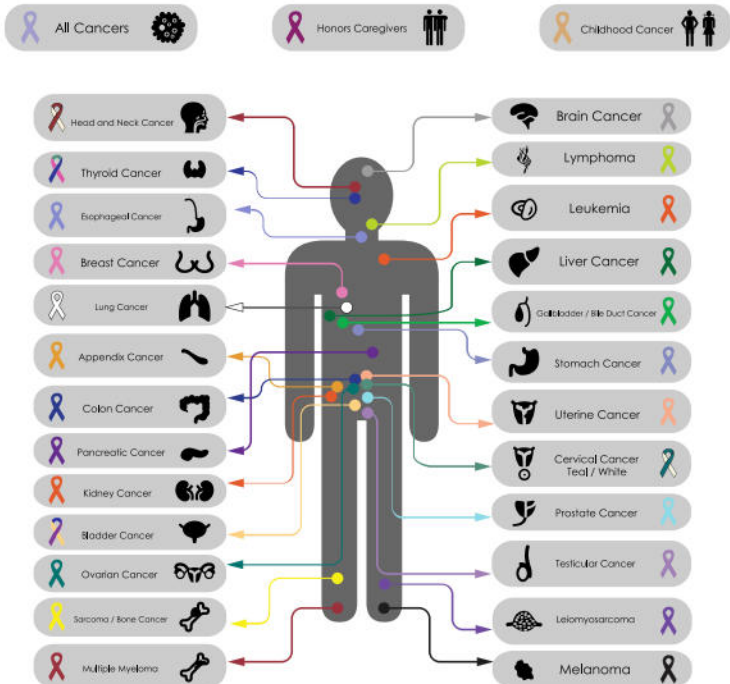 All Cancers
Honors Caregivers
Childhood Cancer
Head and Neck Cancer
Thyroid Cancer
Esophageal Cancer
Breast Cancer
Lung Cancer
Appendix Cancer
Colon Cancer
Pancreatic Cancer
Kidney Cancer
Bladder Cancer
Ovarian Cancer
Sarcoma / Bone Cancer
Multiple Myeloma
Brain Cancer
Lymphoma
Leukemia
Liver Cancer
Gallbladder / Bile Duct Cancer
Stomach Cancer
Uterine Cancer
Cervical Cancer
Teal / White
Prostate Cancer
Testicular Cancer
Leiomyosarcoma
Melanoma